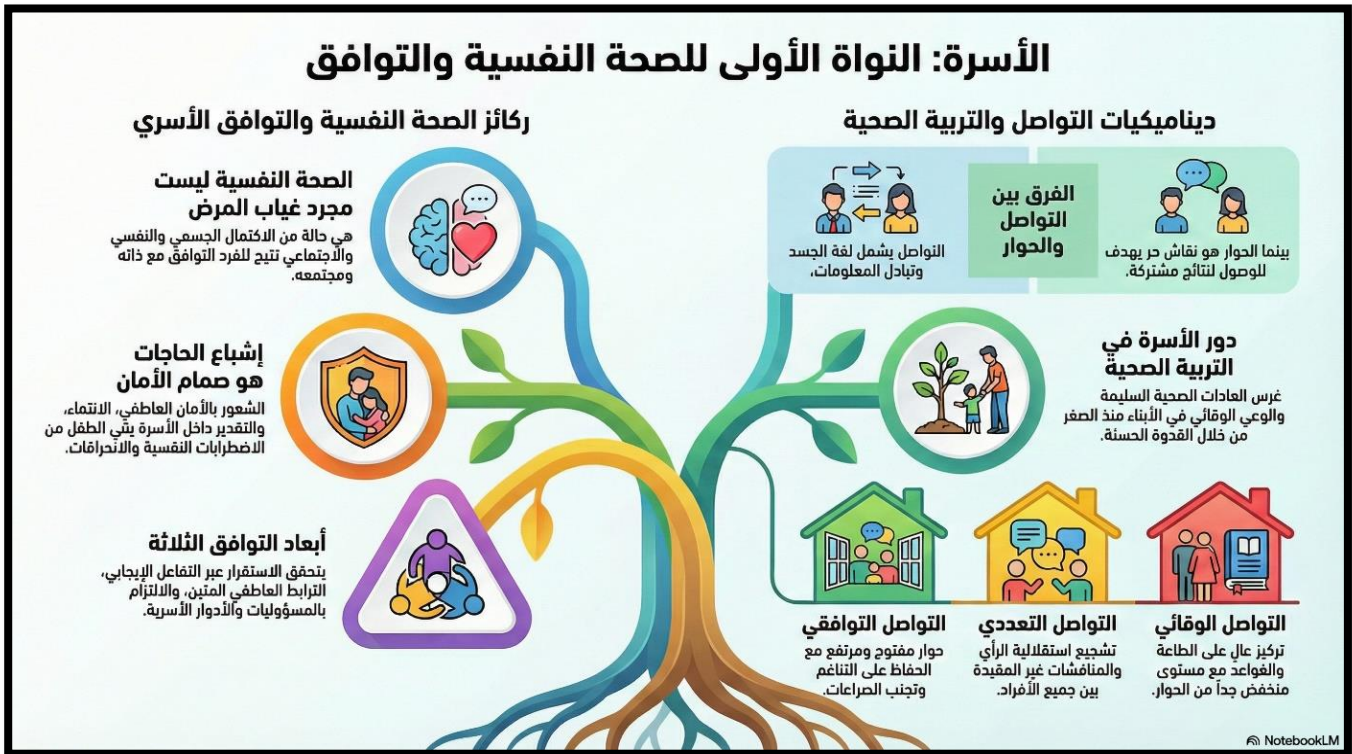 الأسرة: النواة الأولى للصحة النفسية والتوافق
ديناميكيات التواصل والتربية الصحية
بينما الحوار هو نقاش حر يهدف
للوصول لنتائج مشتركة.
الفرق بين
التواصل
والحوار
النواصل يشمل لغة الجسد
وتبادل المعلومات،
دور الأسرة في
التربية الصحية
غرس العادات الصحية السليمة
والوعي الوقائي في الأبناء منذ الصغر
من خلال القدوة الحسنة.
التواصل الوقائي
تركيز عالٍ على الطاعة
والغواعد مع مستوى
منخفض جداً من الحوار.
التواصل التعددي
تشجيع استقلالية الرأي
والمنافشات غير المقيدة
بين جميع الأفراد.
التواصل التوافقي
حوار مفتوح ومرتفع مع
الحفاظ على التناغم
وتجنب الصراعات.
ركائز الصحة النفسية والتوافق الأسري
الصحة النفسية ليست
مجرد غياب المرض
هي حالة من الاكتمال الجسمي والنفسي
والاجتماعي تتيح للفرد التوافق مع ذاته
ومجتمعه.
إشباع الحاجات
هو صمام الأمان
الشعور بالأمان العاطفي، الانتماء،
والتقدير داخل الأسرة يقي الطفل من
الاضطرابات النفسية والانحراقات.
أبعاد التوافق الثلاثة
يتحقق الاستقرار عبر التفاعل الإيجابي،
الترابط العاطفي المتين، والالتزام
بالمسؤوليات والأدوار الأسرية.
NotebookLM